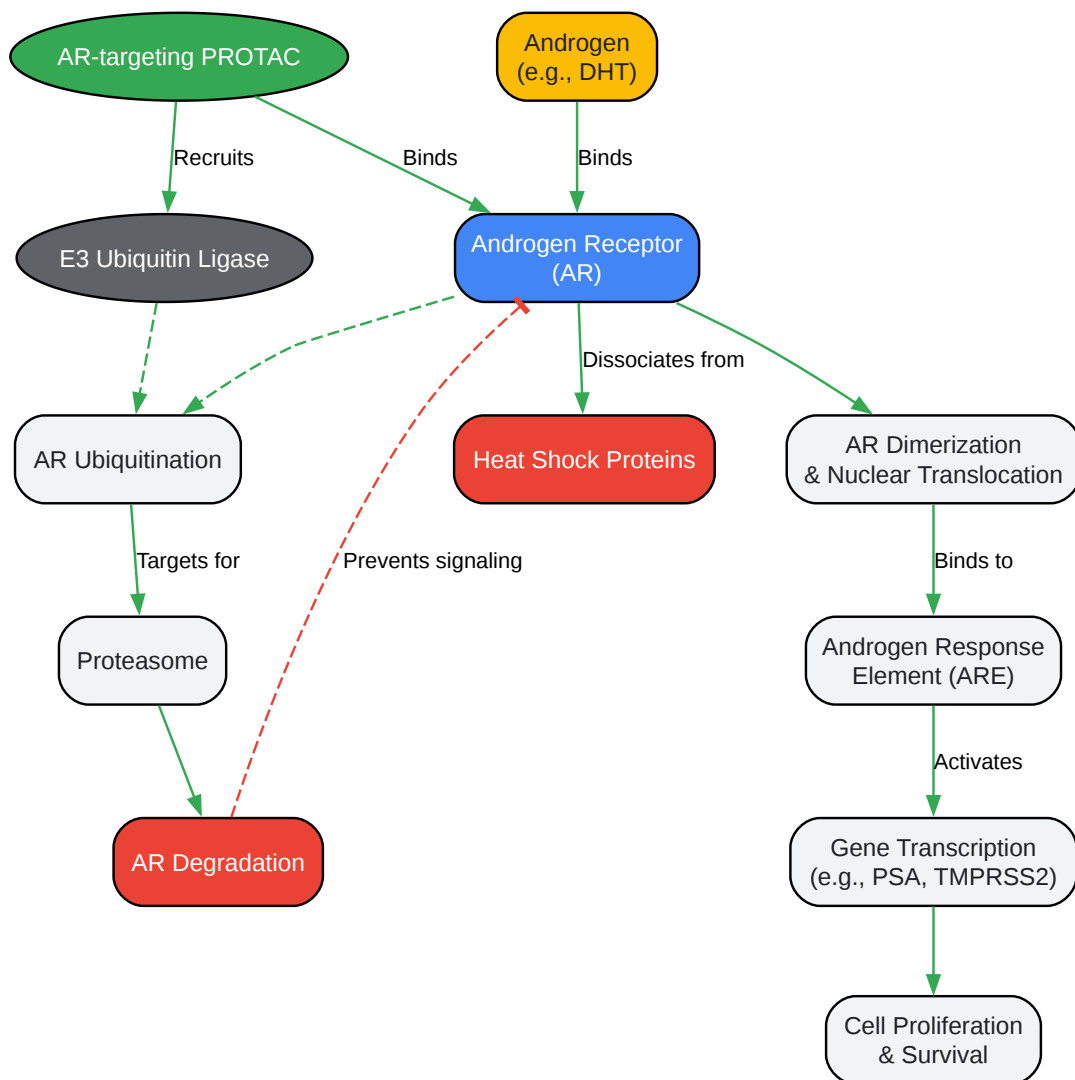 AR-targeting PROTAC
Androgen
(e.g., DHT)
Recruits
Binds
Binds
E3 Ubiquitin Ligase
Androgen Receptor
(AR)
Dissociates from
AR Ubiquitination
Heat Shock Proteins
AR Dimerization
& Nuclear Translocation
Targets for
Prevents signaling
Binds to
Proteasome
Androgen Response
Element (ARE)
Activates
AR Degradation
Gene Transcription
(e.g., PSA, TMPRSS2)
Cell Proliferation
& Survival